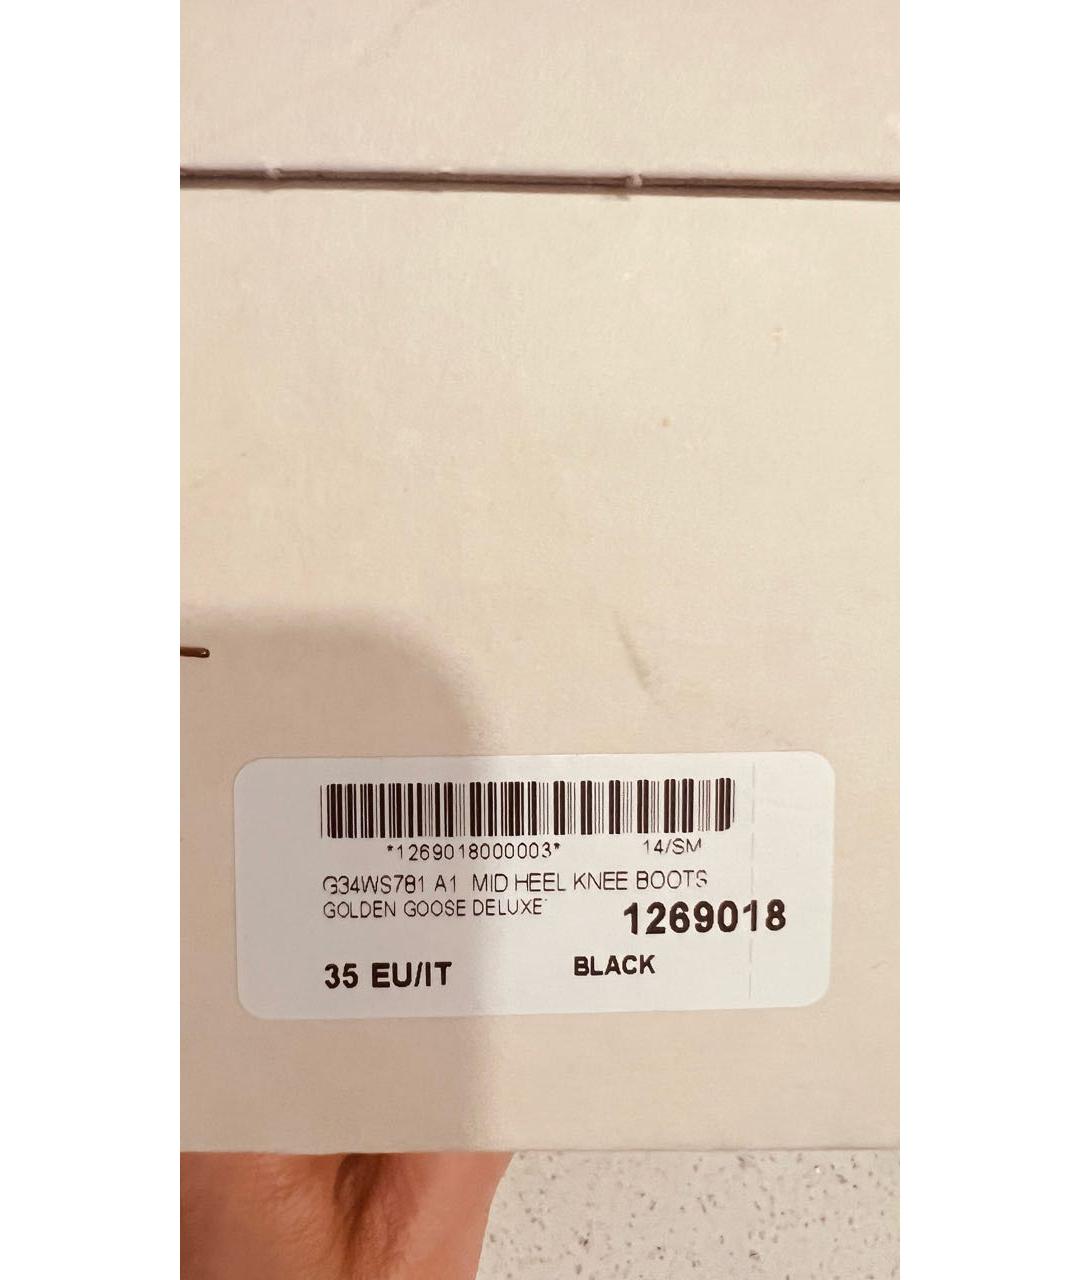 *1269018000003* 14/SM
G34WS781 A1 MID HEEL KNEE BOOTS
GOLDEN GOOSE DELUXE
1269018
35 EU/IT BLACK